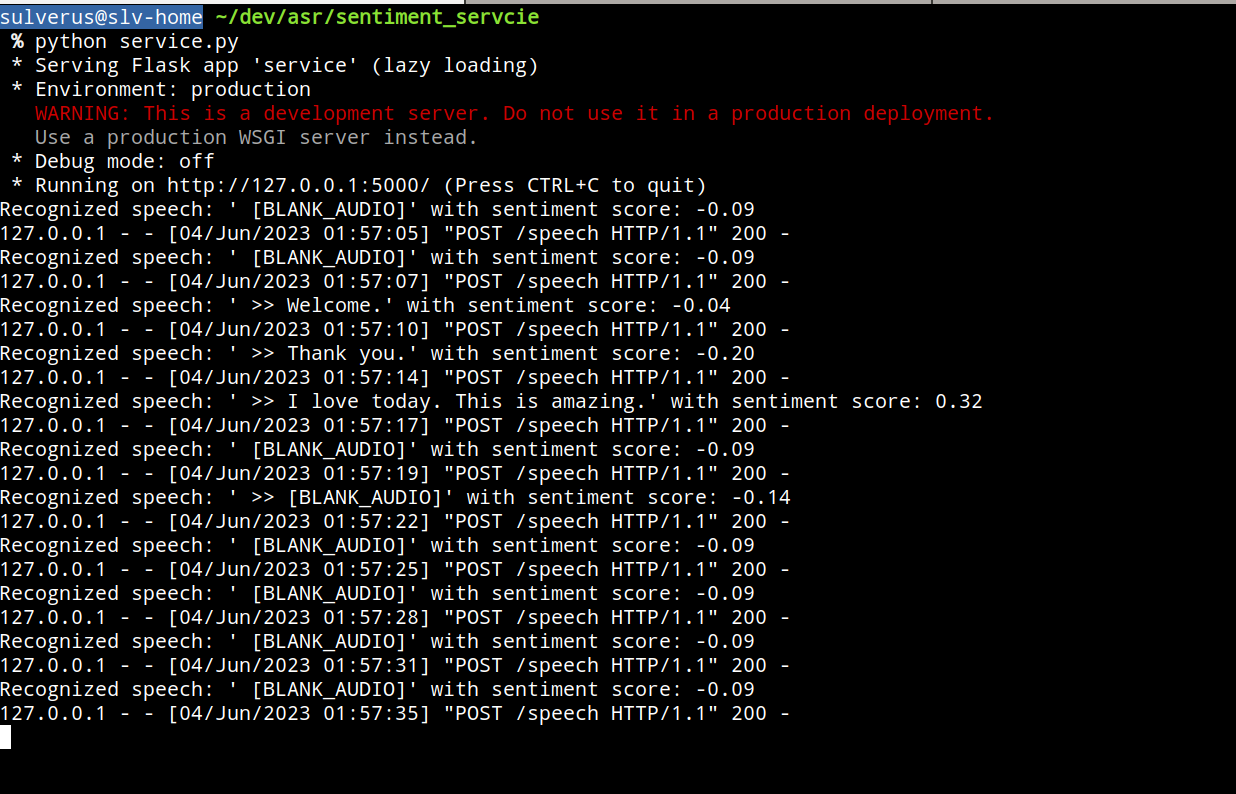 sulverus@slv-home ~/dev/asr/sentiment_servcie
% python service.py
* Serving Flask app 'service' (lazy loading)
* Environment: production
WARNING: This is a development server. Do not use it in a production deployment.
Use a production WSGI server instead.
* Debug mode: off
* Running on http://127.0.0.1:5000/ (Press CTRL+C to quit)
Recognized speech: ' [BLANK_AUDIO]' with sentiment score: -0.09
127.0.0.1 - - [04/Jun/2023 01:57:05] "POST /speech HTTP/1.1" 200 -
Recognized speech: ' [BLANK_AUDIO]' with sentiment score: -0.09
127.0.0.1 - - [04/Jun/2023 01:57:07] "POST /speech HTTP/1.1" 200 -
Recognized speech: ' >> Welcome.' with sentiment score: -0.04
127.0.0.1 - - [04/Jun/2023 01:57:10] "POST /speech HTTP/1.1" 200 -
Recognized speech: ' >> Thank you.' with sentiment score: -0.20
127.0.0.1 - - [04/Jun/2023 01:57:14] "POST /speech HTTP/1.1" 200 -
Recognized speech: ' >> I love today. This is amazing.' with sentiment score: 0.32
127.0.0.1 - - [04/Jun/2023 01:57:17] "POST /speech HTTP/1.1" 200 -
Recognized speech: ' [BLANK_AUDIO]' with sentiment score: -0.09
127.0.0.1 - - [04/Jun/2023 01:57:19] "POST /speech HTTP/1.1" 200 -
Recognized speech: ' >> [BLANK_AUDIO]' with sentiment score: -0.14
127.0.0.1 - - [04/Jun/2023 01:57:22] "POST /speech HTTP/1.1" 200 -
Recognized speech: ' [BLANK_AUDIO]' with sentiment score: -0.09
127.0.0.1 - - [04/Jun/2023 01:57:25] "POST /speech HTTP/1.1" 200 -
Recognized speech: ' [BLANK_AUDIO]' with sentiment score: -0.09
127.0.0.1 - - [04/Jun/2023 01:57:28] "POST /speech HTTP/1.1" 200 -
Recognized speech: ' [BLANK_AUDIO]' with sentiment score: -0.09
127.0.0.1 - - [04/Jun/2023 01:57:31] "POST /speech HTTP/1.1" 200 -
Recognized speech: ' [BLANK_AUDIO]' with sentiment score: -0.09
127.0.0.1 - - [04/Jun/2023 01:57:35] "POST /speech HTTP/1.1" 200 -